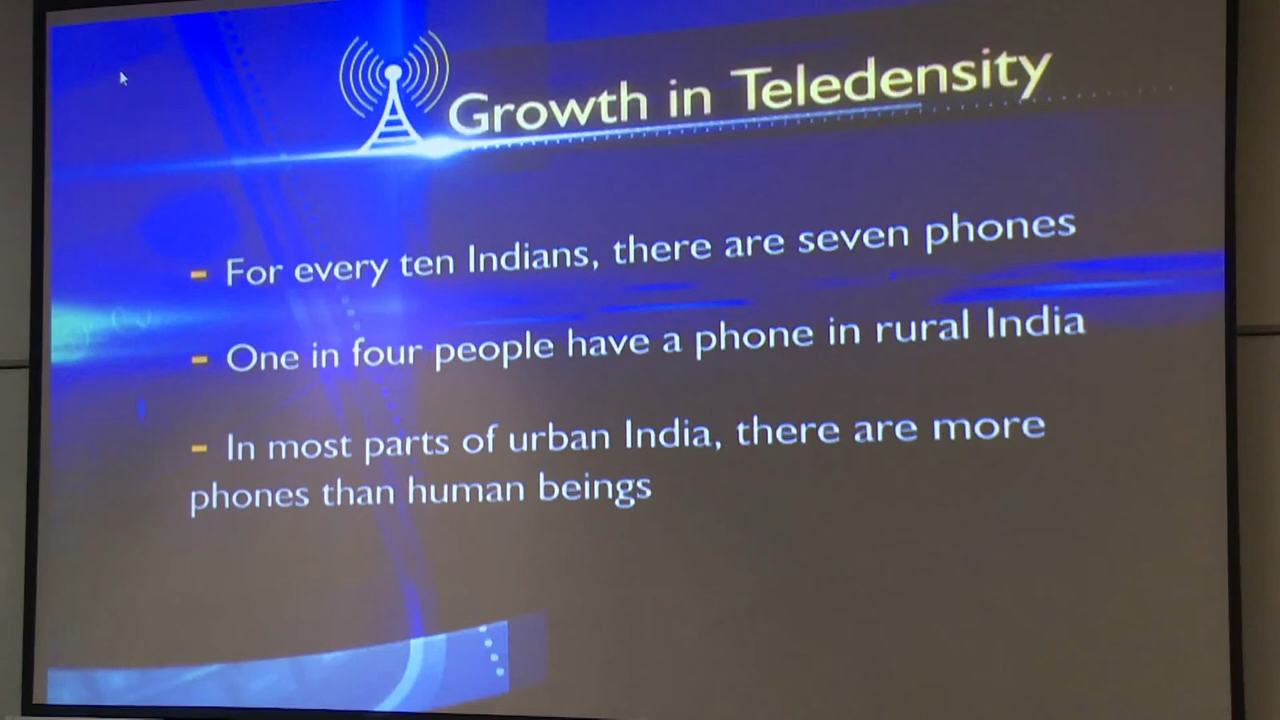 Growth in Teledensity
– For every ten Indians, there are seven phones
– One in four people have a phone in rural India
– In most parts of urban India, there are more
phones than human beings